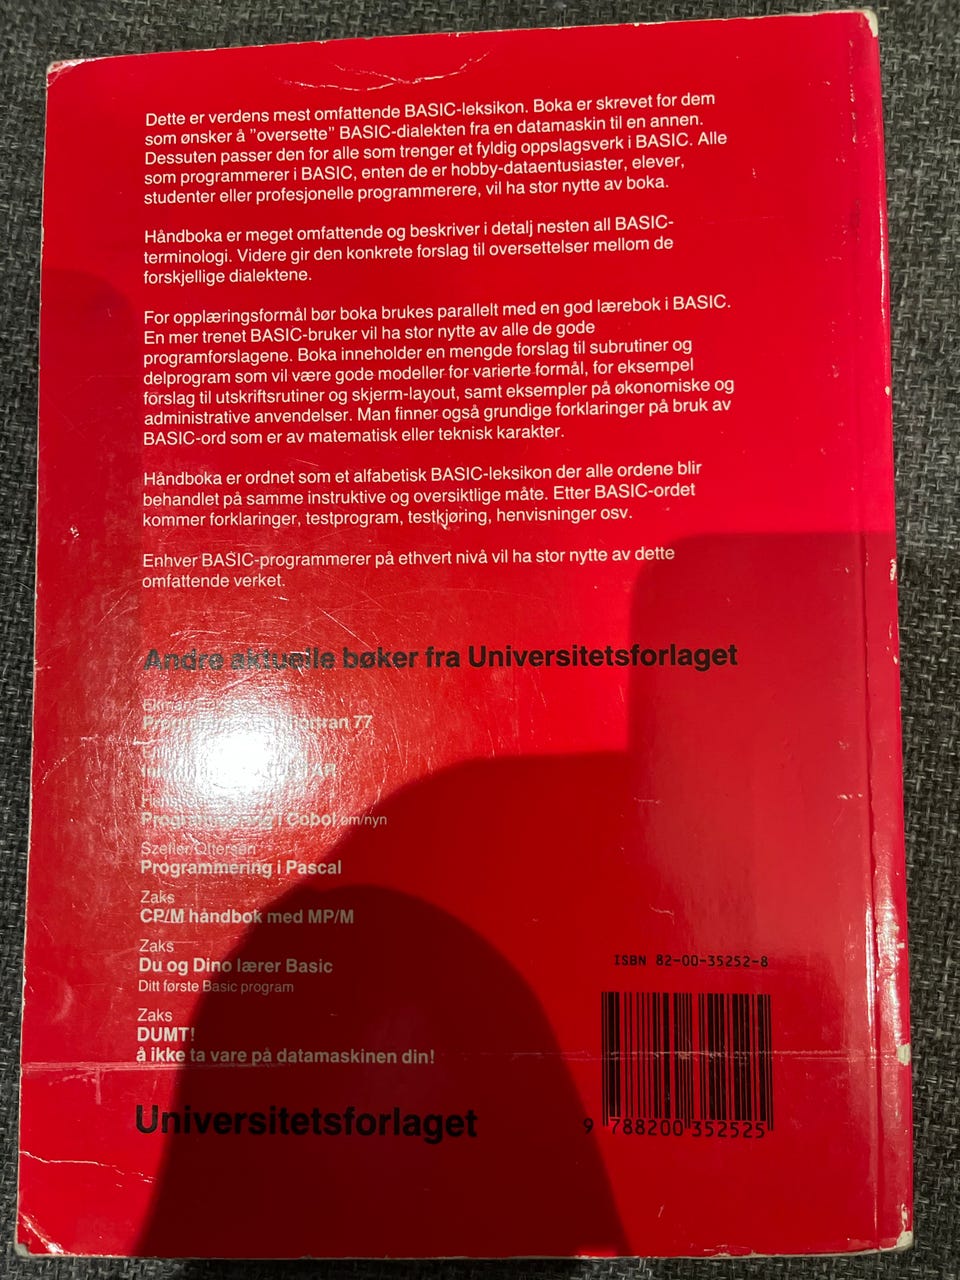 Dette er verdens mest omfattende BASIC-leksikon. Boka er skrevet for dem
som ønsker å ”oversette” BASIC-dialekten fra en datamaskin til en annen.
Dessuten passer den for alle som trenger et fyldig oppslagsverk i BASIC. Alle
som programmerer i BASIC, enten de er hobby-dataentusiaster, elever,
studenter eller profesjonelle programmerere, vil ha stor nytte av boka.
Håndboka er meget omfattende og beskriver i detalj nesten all BASIC-
terminologi. Videre gir den konkrete forslag til oversettelser mellom de
forskjellige dialektene.
For opplæringsformål bør boka brukes parallelt med en god lærebok i BASIC.
En mer trenet BASIC-bruker vil ha stor nytte av alle de gode
programforslagene. Boka inneholder en mengde forslag til subrutiner og
delprogram som vil være gode modeller for varierte formål, for eksempel
forslag til utskriftsrutiner og skjerm-layout, samt eksempler på økonomiske og
administrative anvendelser. Man finner også grundige forklaringer på bruk av
BASIC-ord som er av matematisk eller teknisk karakter.
Håndboka er ordnet som et alfabetisk BASIC-leksikon der alle ordene blir
behandlet på samme instruktive og oversiktlige måte. Etter BASIC-ordet
kommer forklaringer, testprogram, testkjøring, henvisninger osv.
Enhver BASIC-programmerer på ethvert nivå vil ha stor nytte av dette
omfattende verket.
Andre aktuelle bøker fra Universitetsforlaget
Fortran 77
Programmering i Cobol bm/nyn
Szeller/Ottersen
Programmering i Pascal
Zaks
CP/M håndbok med MP/M
Zaks
Du og Dino lærer Basic
Ditt første Basic program
Zaks
DUMT!
å ikke ta vare på datamaskinen din!
Universitetsforlaget
ISBN 82-00-35252-8
9 788200 352525